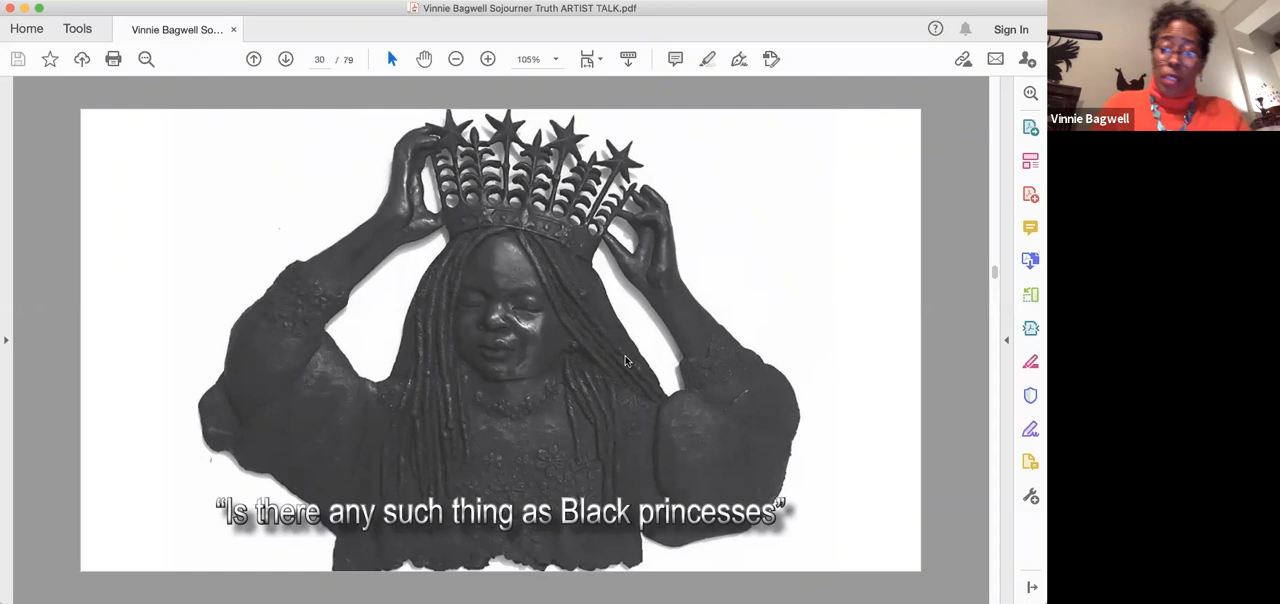 Vinnie Bagwell Sojourner Truth ARTIST TALK.pdf
Home Tools Vinnie Bagwell So... × Sign In
30 / 79 105%
Vinnie Bagwell
“Is there any such thing as Black princesses”